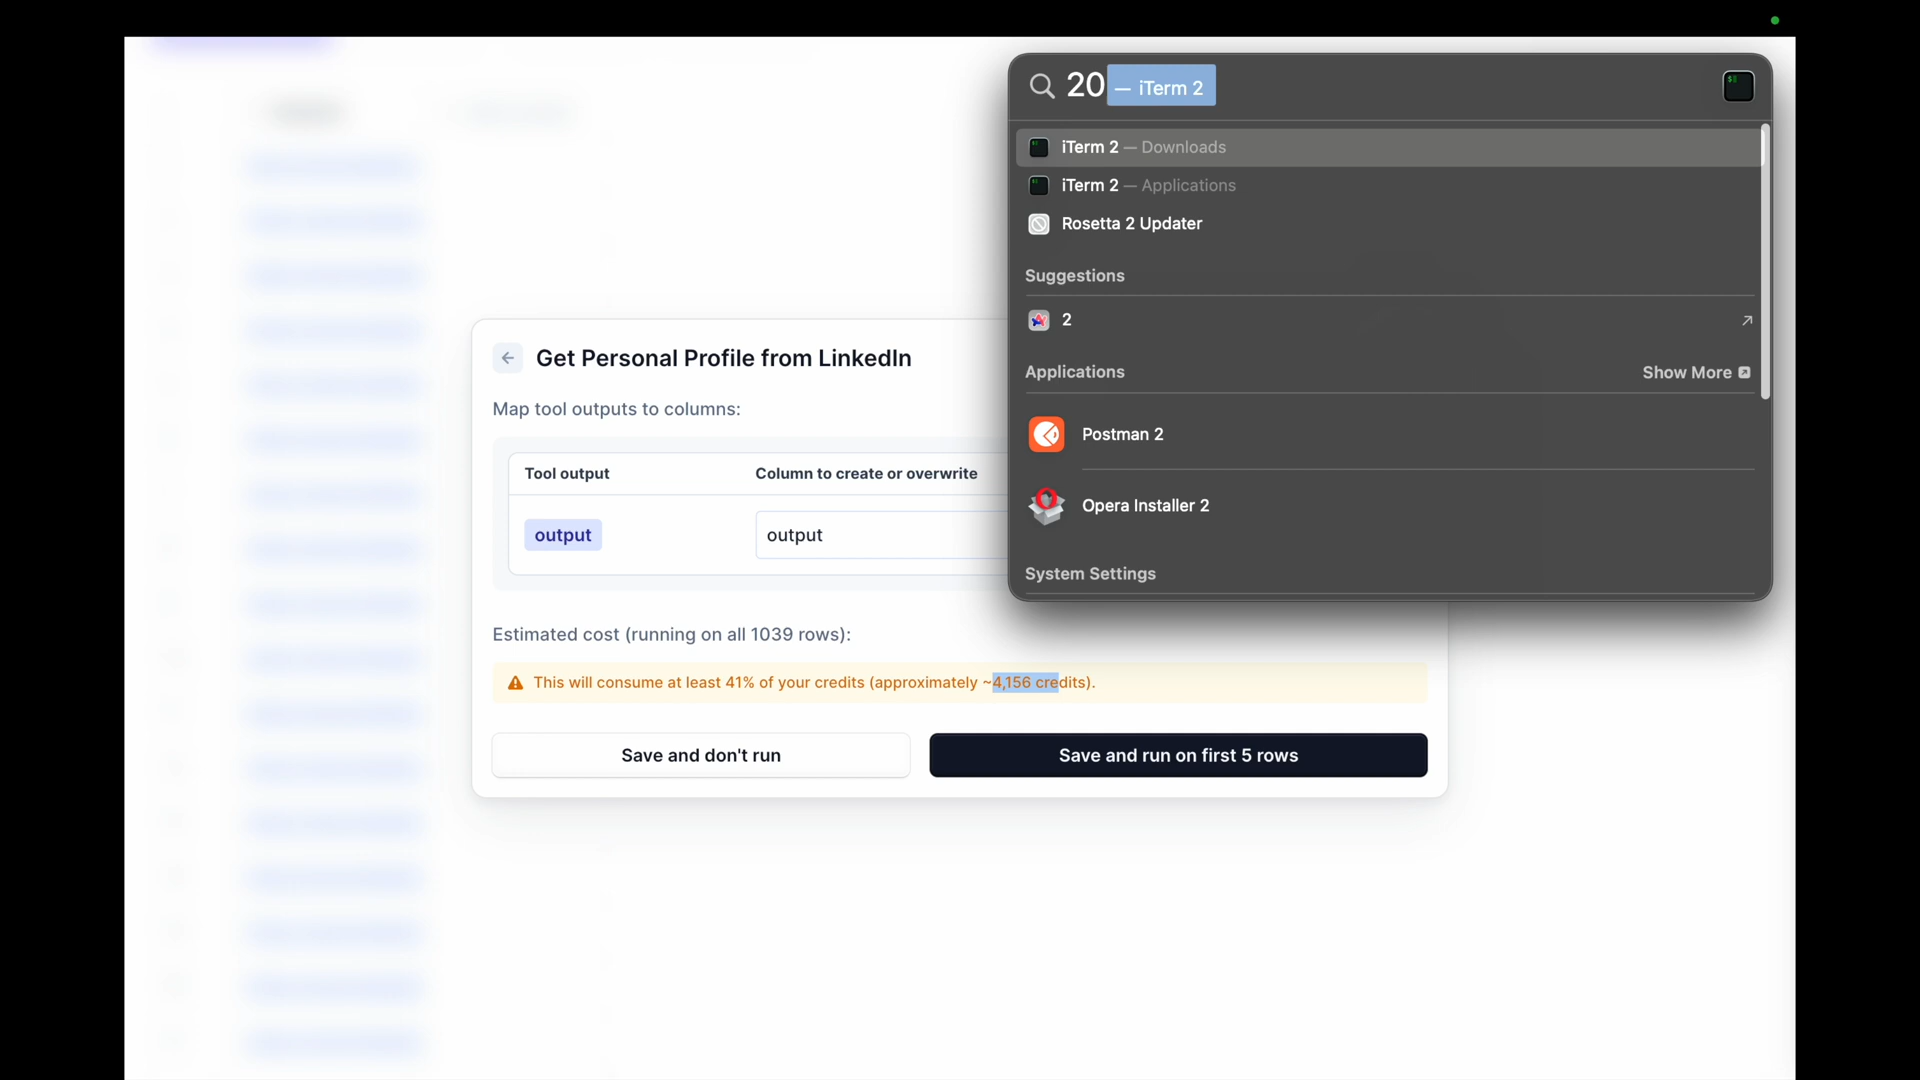 20 — iTerm 2
iTerm 2 — Downloads
iTerm 2 — Applications
Rosetta 2 Updater
Suggestions
2
Applications
Show More
Postman 2
Opera Installer 2
System Settings
Get Personal Profile from LinkedIn
Map tool outputs to columns:
Tool output
Column to create or overwrite
output
output
Estimated cost (running on all 1039 rows):
This will consume at least 41% of your credits (approximately ~4,156 credits).
Save and don't run
Save and run on first 5 rows